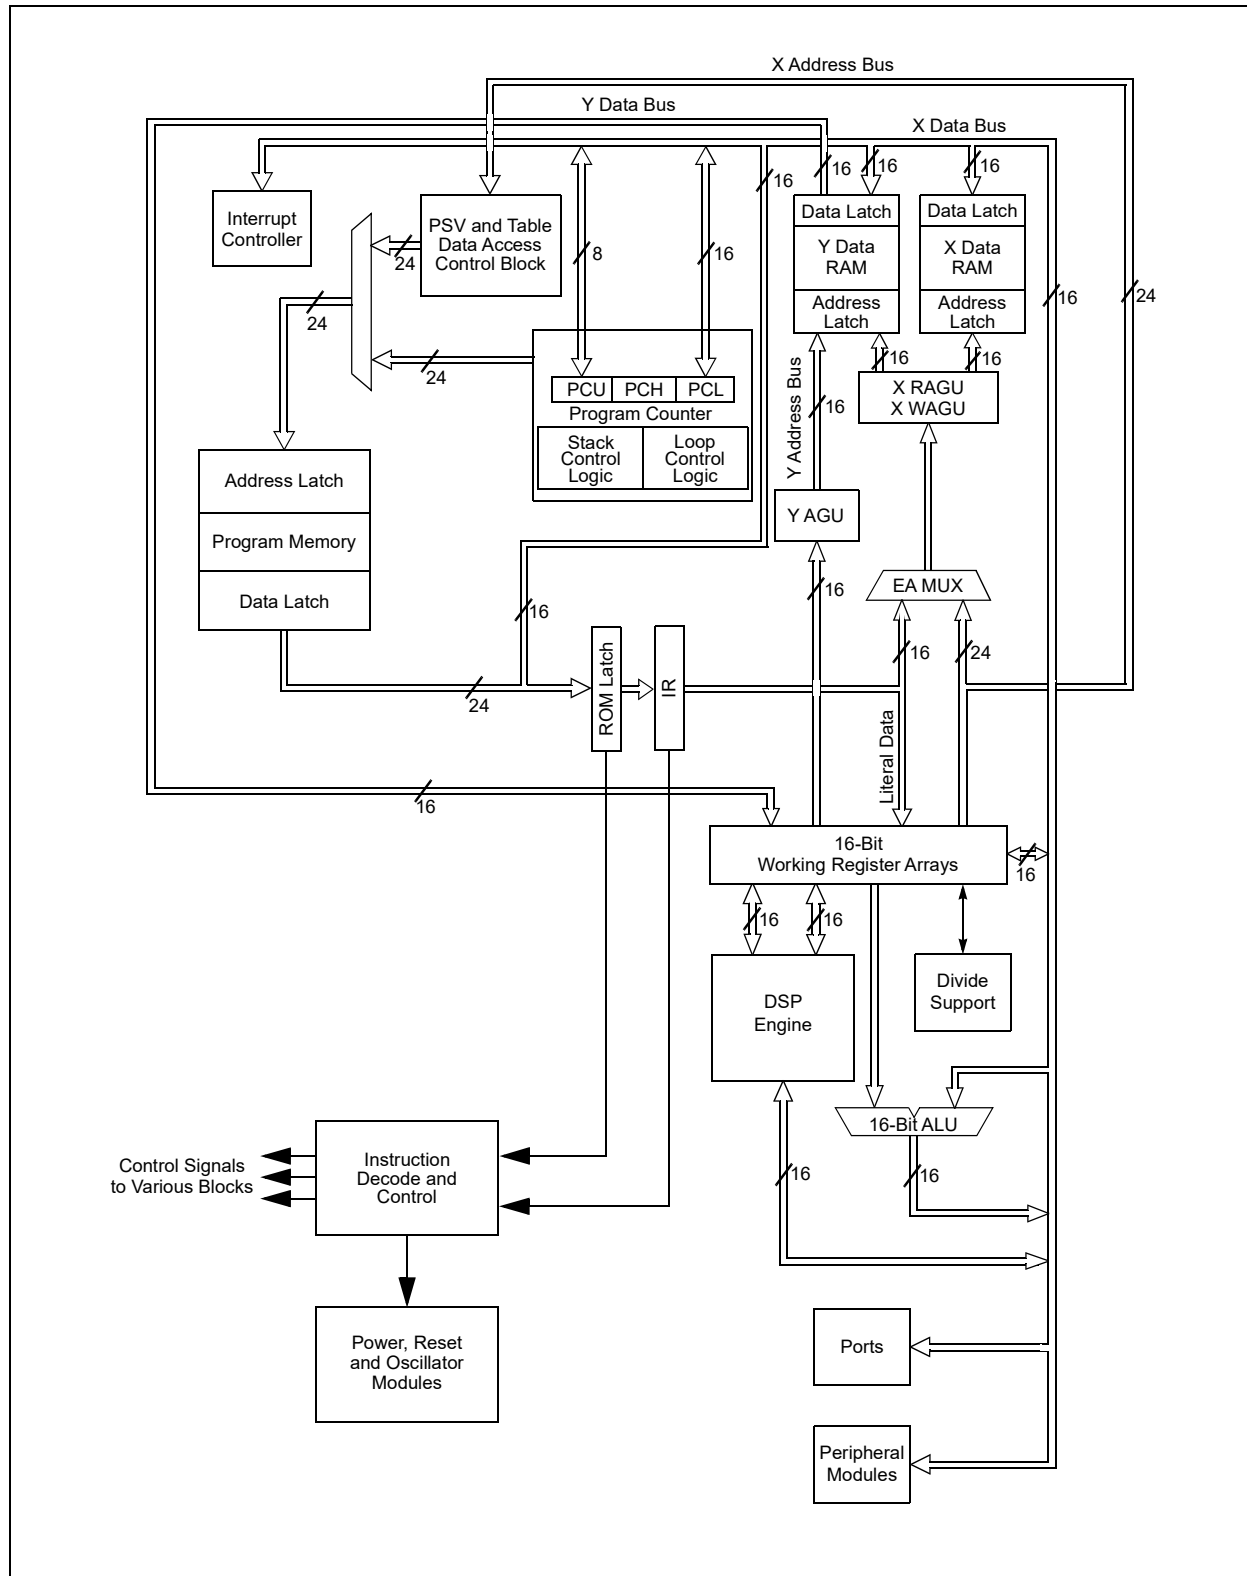 X Address Bus
Y Data Bus
X Data Bus
16
16
16
16
Interrupt
Controller
PSV and Table
Data Access
Control Block
24
8
16
Data Latch
Y Data
RAM
Address
Latch
Data Latch
X Data
RAM
Address
Latch
16
24
24
24
16
16
PCU
PCH
PCL
Program Counter
Stack
Control
Logic
Loop
Control
Logic
Y Address Bus
16
X RAGU
X WAGU
Address Latch
Program Memory
Data Latch
Y AGU
16
EA MUX
16
16
24
24
ROM Latch
IR
Literal Data
16
16-Bit
Working Register Arrays
16
16
16
DSP
Engine
Divide
Support
16-Bit ALU
16
16
Control Signals
to Various Blocks
Instruction
Decode and
Control
Power, Reset
and Oscillator
Modules
Ports
Peripheral
Modules